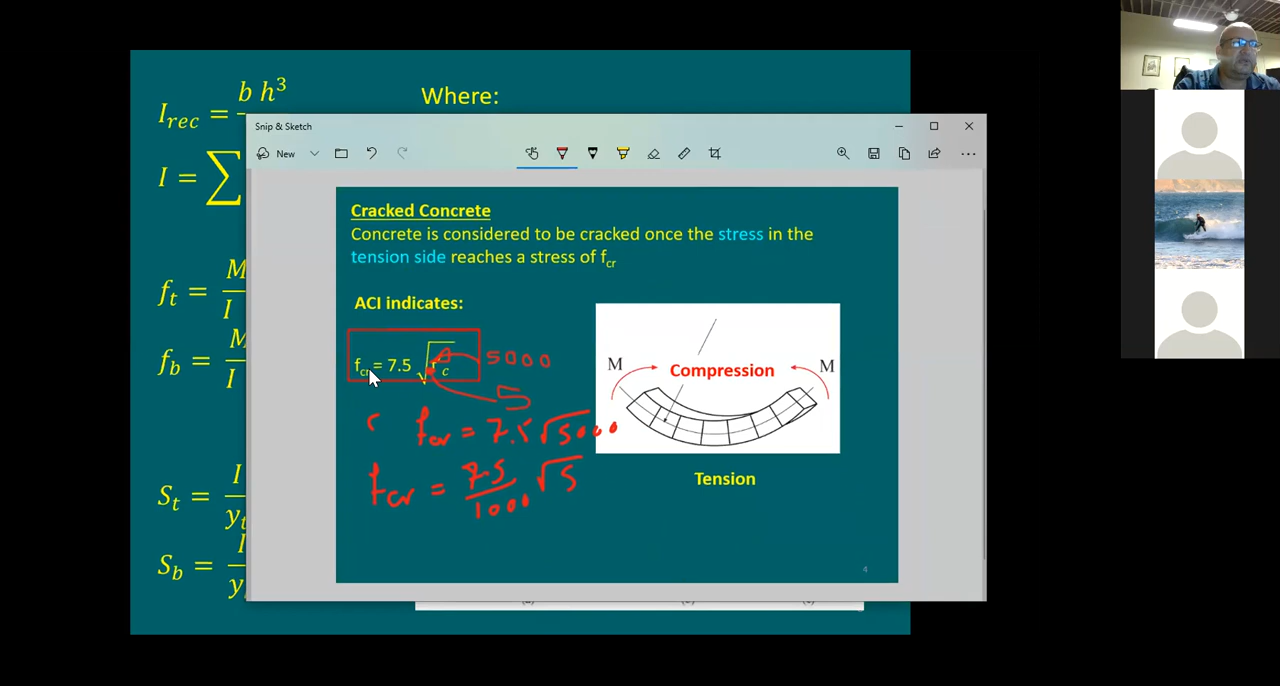 I_rec = b h³
Where:
I = ∑
f_t = M
I
f_b = M
I
S_t = I
y_t
S_b = I
y
Snip & Sketch
New
Cracked Concrete
Concrete is considered to be cracked once the stress in the
tension side reaches a stress of f_cr
ACI indicates:
f_cr = 7.5 √f'_c
5000
5
f_cr = 7.5 √5000
f_cr = 7.5 √5
1000
M
Compression
M
Tension
4